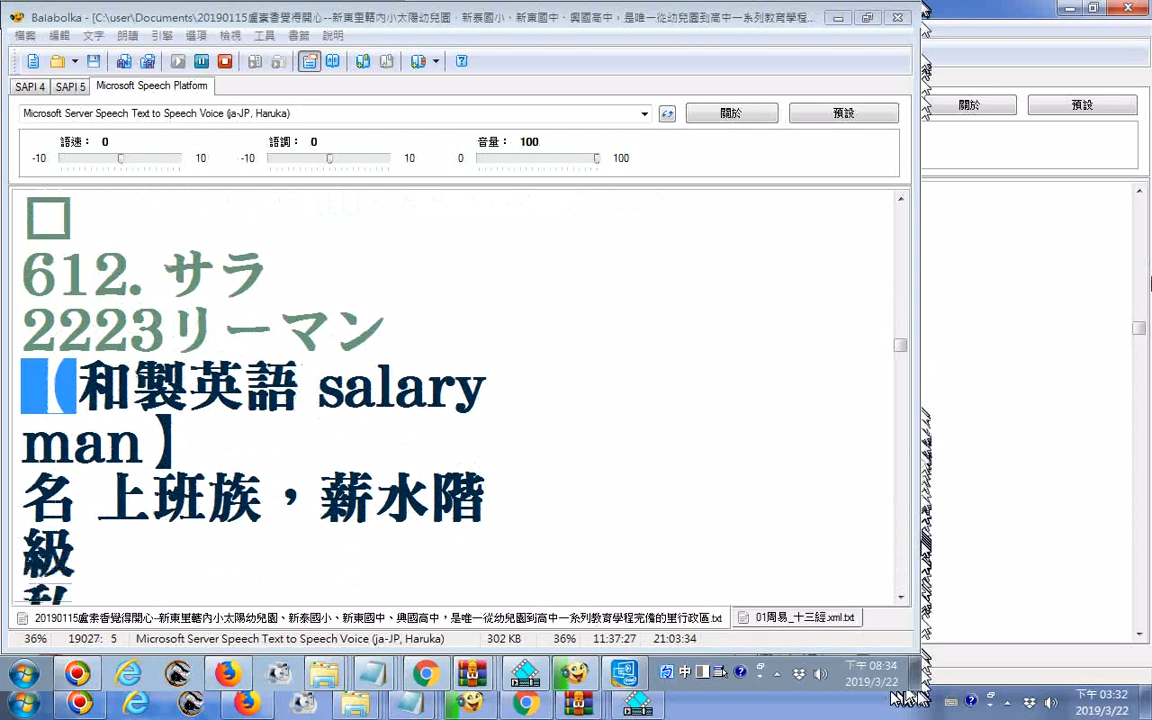 Balabolka - [C:\user\Documents\20190115盧素香覺得開心--新東里轄內小太陽幼兒園、新泰國小、新東國中、興國高中，是唯一從幼兒園到高中一系列教育學程...
檔案 編輯 文字 朗讀 引擎 選項 檢視 工具 書籤 說明
SAPI 4 SAPI 5 Microsoft Speech Platform
Microsoft Server Speech Text to Speech Voice (ja-JP, Haruka) 關於 預設 關於 預設
語速： 0 語調： 0 音量： 100
-10 10 -10 10 0 100
□
612. サラ
2223リーマン
【和製英語 salary
man】
名 上班族，薪水階
級
20190115盧素香覺得開心--新東里轄內小太陽幼兒園、新泰國小、新東國中、興國高中，是唯一從幼兒園到高中一系列教育學程完備的里行政區.txt 01周易_十三經.xml.txt
36% 19027: 5 Microsoft Server Speech Text to Speech Voice (ja-JP, Haruka) 302 KB 36% 11:37:27 21:03:34
中 下午 08:34
2019/3/22
下午 03:32
2019/3/22